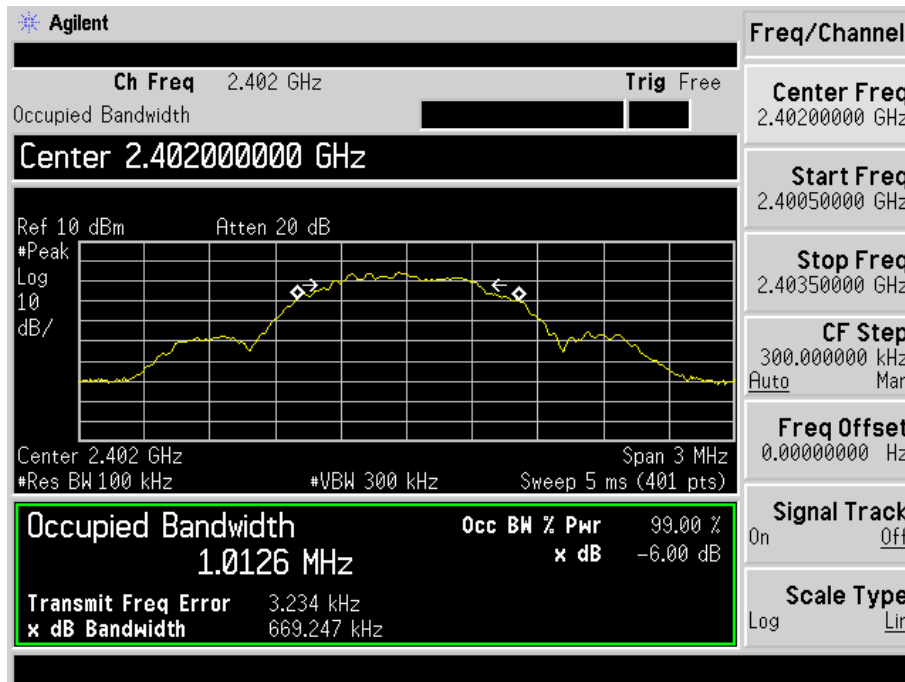 Agilent
Ch Freq 2.402 GHz Trig Free
Occupied Bandwidth
Center 2.402000000 GHz
Ref 10 dBm Atten 20 dB
#Peak
Log
10
dB/
Center 2.402 GHz Span 3 MHz
#Res BW 100 kHz #VBW 300 kHz Sweep 5 ms (401 pts)
Occupied Bandwidth Occ BW % Pwr 99.00 %
1.0126 MHz x dB -6.00 dB
Transmit Freq Error 3.234 kHz
x dB Bandwidth 669.247 kHz
Freq/Channel
Center Freq
2.40200000 GHz
Start Freq
2.40050000 GHz
Stop Freq
2.40350000 GHz
CF Step
300.000000 kHz
Auto Man
Freq Offset
0.00000000 Hz
Signal Track
On Off
Scale Type
Log Lin